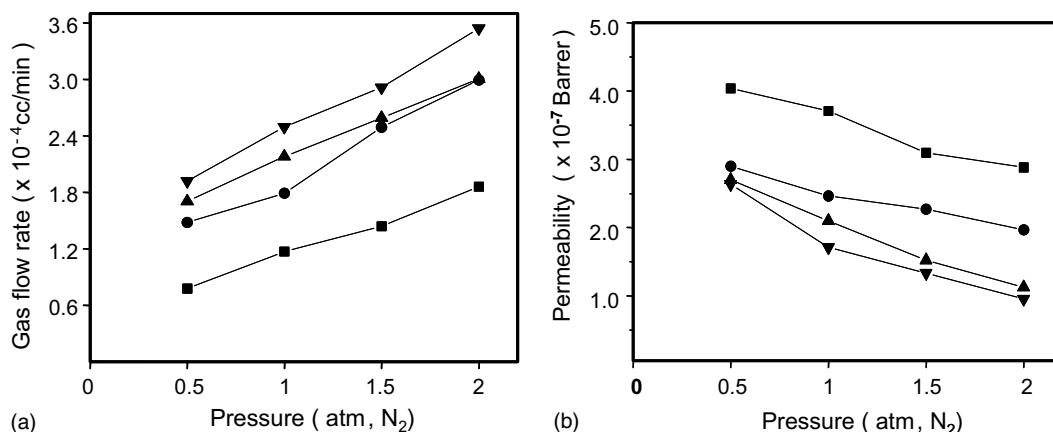 Gas flow rate ( x 10⁻⁴cc/min)
3.6
3.0
2.4
1.8
1.2
0.6
0 0.5 1 1.5 2
(a) Pressure ( atm, N₂)
Permeability ( x 10⁻⁷ Barrer)
5.0
4.0
3.0
2.0
1.0
0 0.5 1 1.5 2
(b) Pressure ( atm, N₂)